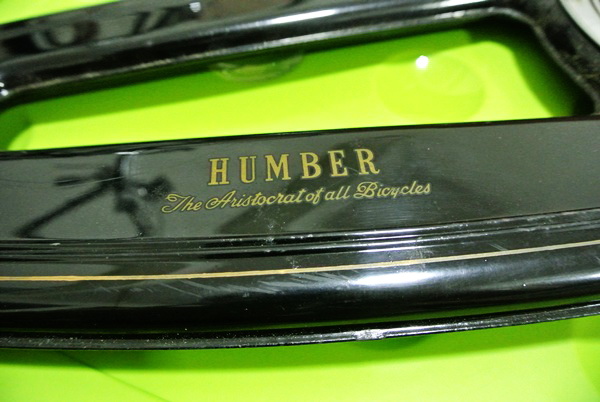 HUMBER
The Aristocrat of all Bicycles